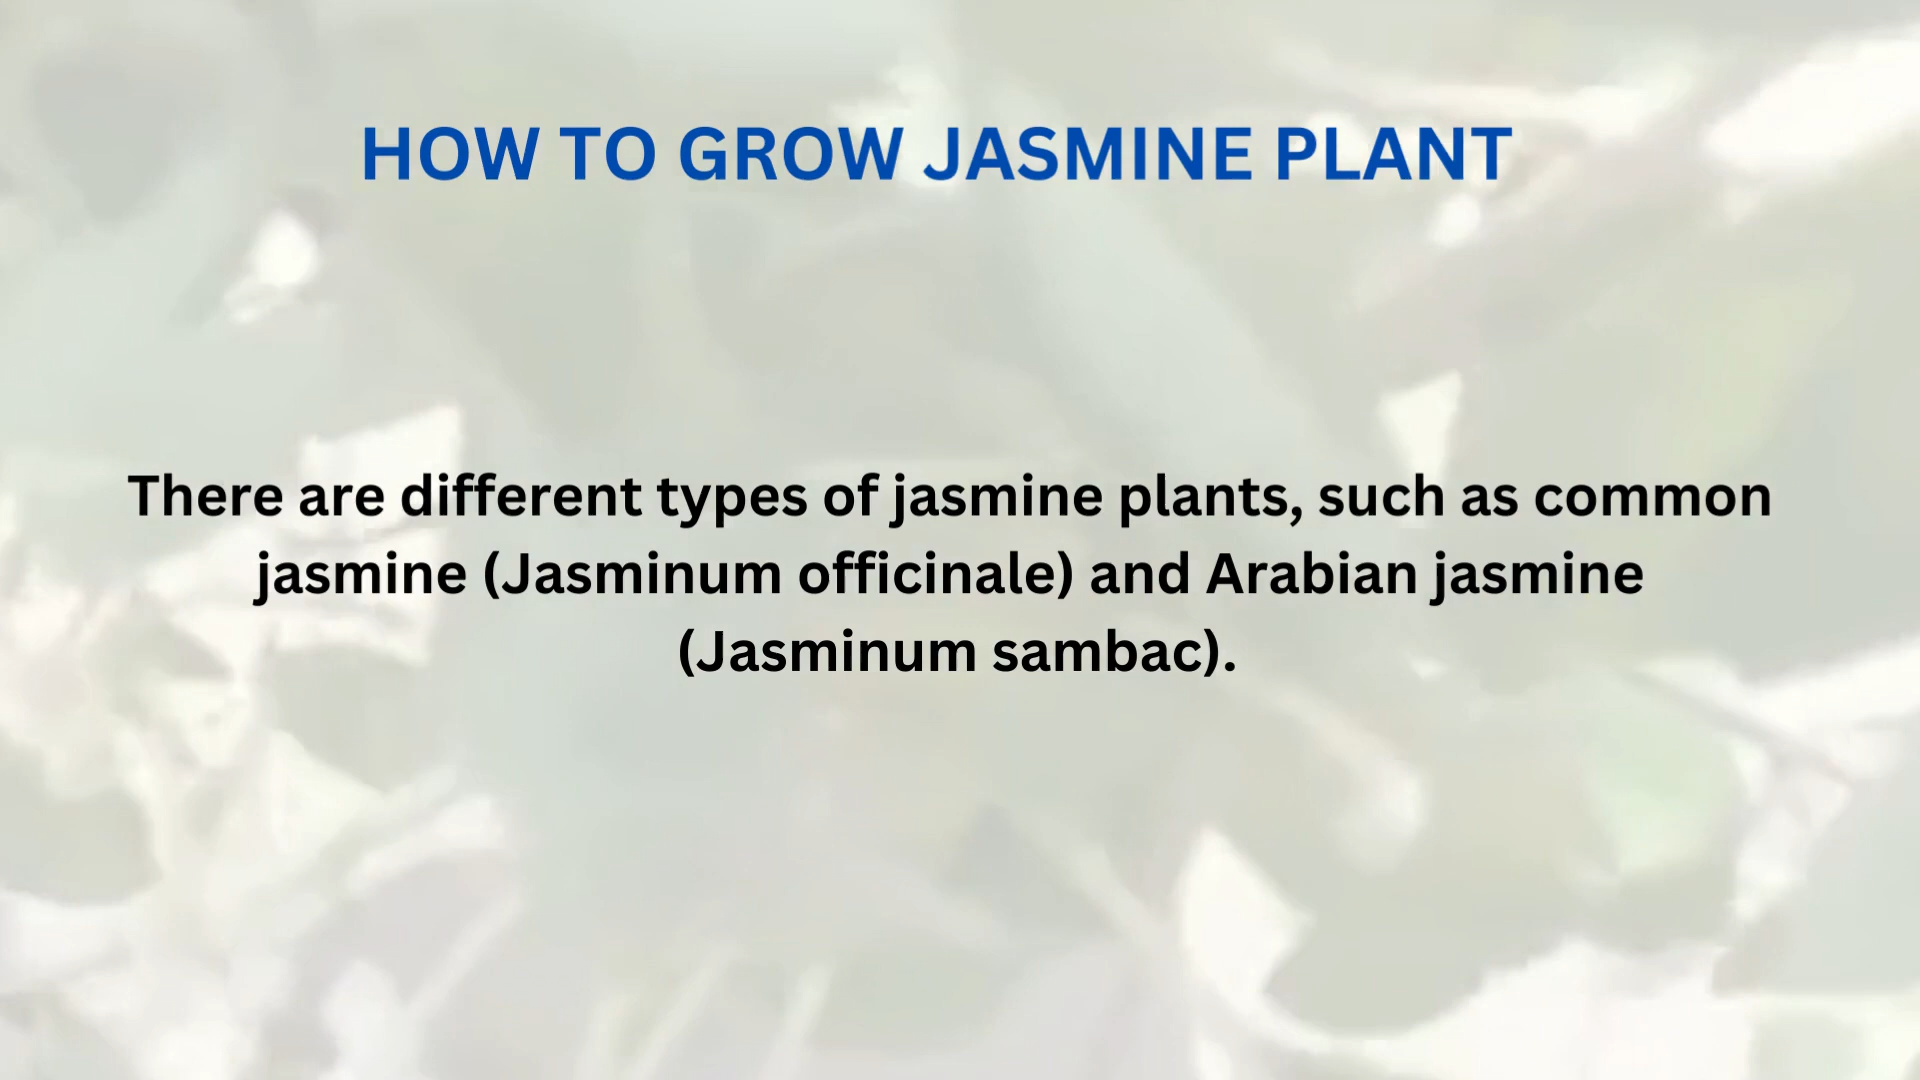 HOW TO GROW JASMINE PLANT
There are different types of jasmine plants, such as common
jasmine (Jasminum officinale) and Arabian jasmine
(Jasminum sambac).